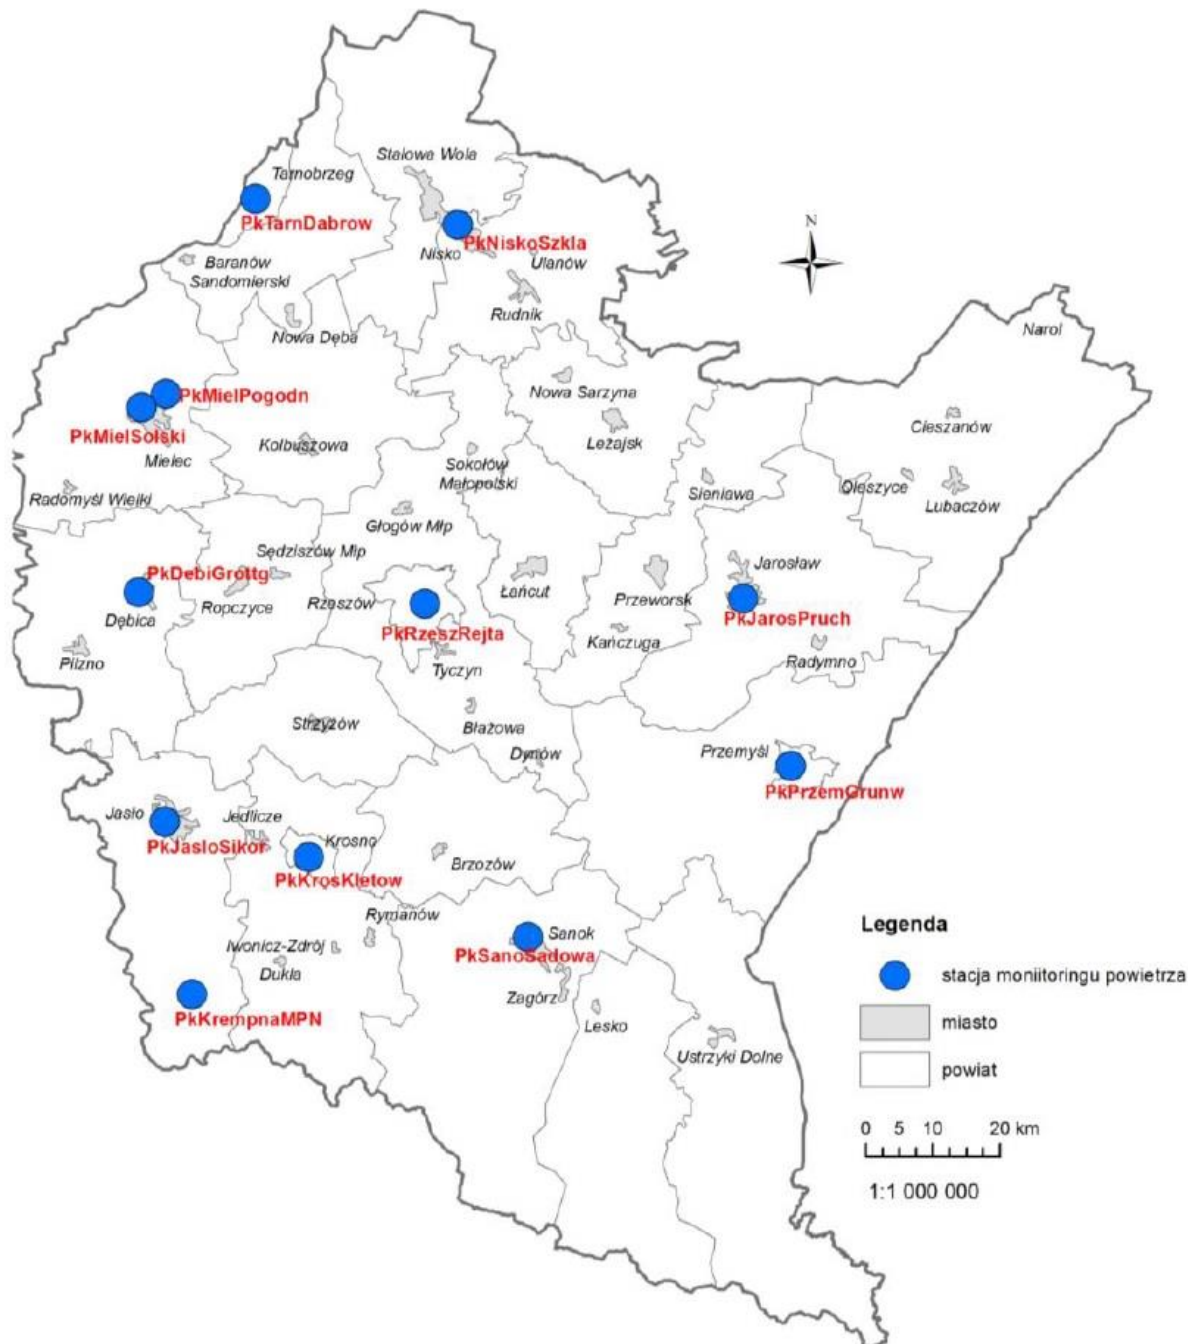 Stalowa Wola
Tarnobrzeg
PkTarnDabrow
PkNiskoSzkla
Nisko
Ulanów
Baranów
Sandomierski
Rudnik
N
Nowa Dęba
Narol
PkMielPogodn
Nowa Sarzyna
PkMielSolski
Kolbuszowa
Leżajsk
Cieszanów
Mielec
Sokołów
Małopolski
Radomyśl Wielki
Sieniawa
Oleszyce
Lubaczów
Głogów Młp
Sędziszów Młp
PkDebiGrottg
Ropczyce
Rzeszów
Łańcut
Przeworsk
Jarosław
Dębica
PkRzeszRejta
PkJarosPruch
Kańczuga
Pilzno
Tyczyn
Radymno
Strzyżów
Błażowa
Dynów
Przemyśl
PkPrzemGrunw
Jasło
Jedlicze
PkJasloSikor
Krosno
PkKrosKletow
Brzozów
Rymanów
Iwonicz-Zdrój
Dukla
Sanok
PkSanoSadowa
Zagórz
Lesko
PkKrempnaMPN
Ustrzyki Dolne
Legenda
stacja moniitoringu powietrza
miasto
powiat
0 5 10 20 km
1:1 000 000